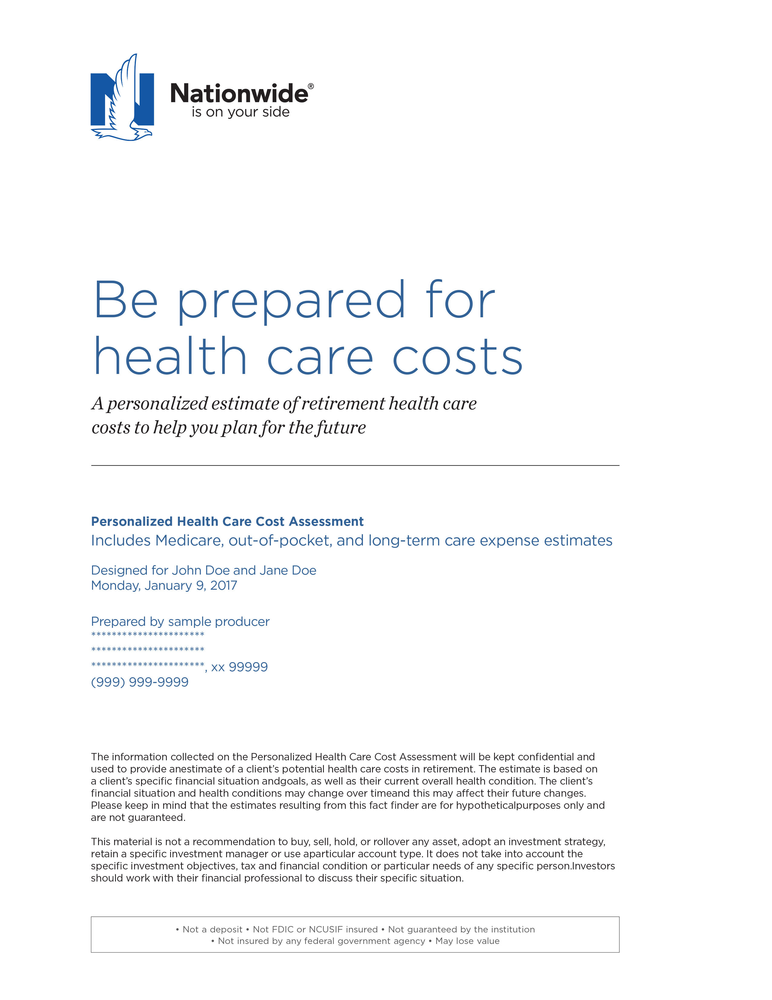 Nationwide®
is on your side
Be prepared for
health care costs
A personalized estimate of retirement health care
costs to help you plan for the future
Personalized Health Care Cost Assessment
Includes Medicare, out-of-pocket, and long-term care expense estimates
Designed for John Doe and Jane Doe
Monday, January 9, 2017
Prepared by sample producer
**********************
**********************
**********************, xx 99999
(999) 999-9999
The information collected on the Personalized Health Care Cost Assessment will be kept confidential and
used to provide anestimate of a client’s potential health care costs in retirement. The estimate is based on
a client’s specific financial situation andgoals, as well as their current overall health condition. The client’s
financial situation and health conditions may change over timeand this may affect their future changes.
Please keep in mind that the estimates resulting from this fact finder are for hypotheticalpurposes only and
are not guaranteed.
This material is not a recommendation to buy, sell, hold, or rollover any asset, adopt an investment strategy,
retain a specific investment manager or use aparticular account type. It does not take into account the
specific investment objectives, tax and financial condition or particular needs of any specific person.Investors
should work with their financial professional to discuss their specific situation.
• Not a deposit • Not FDIC or NCUSIF insured • Not guaranteed by the institution
• Not insured by any federal government agency • May lose value